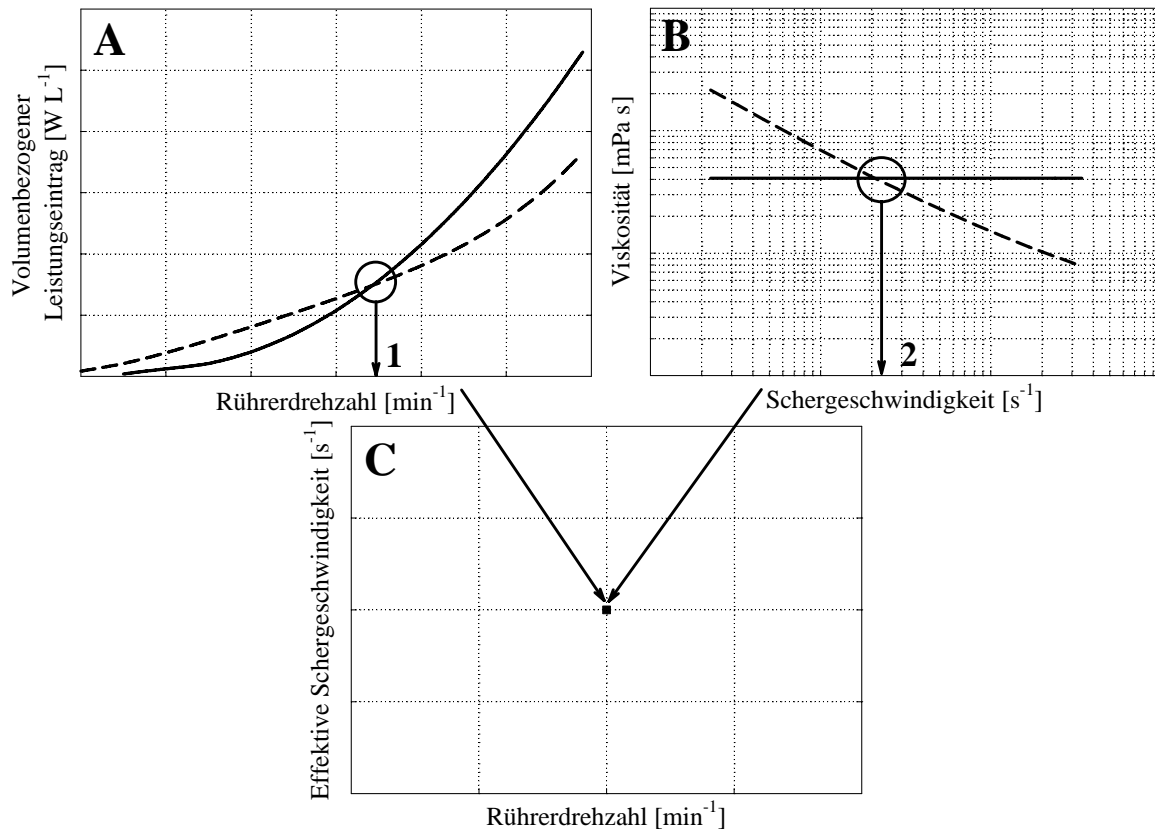 A
Volumenbezogener
Leistungseintrag [W L⁻¹]
1
Rührerdrehzahl [min⁻¹]
B
Viskosität [mPa s]
2
Schergeschwindigkeit [s⁻¹]
C
Effektive Schergeschwindigkeit [s⁻¹]
Rührerdrehzahl [min⁻¹]